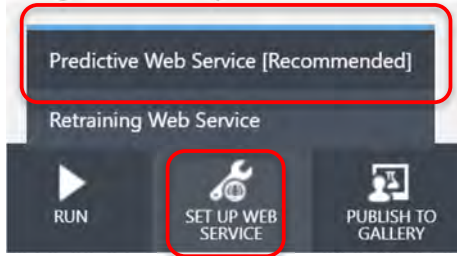 Predictive Web Service [Recommended]
Retraining Web Service
RUN
SET UP WEB
SERVICE
PUBLISH TO
GALLERY